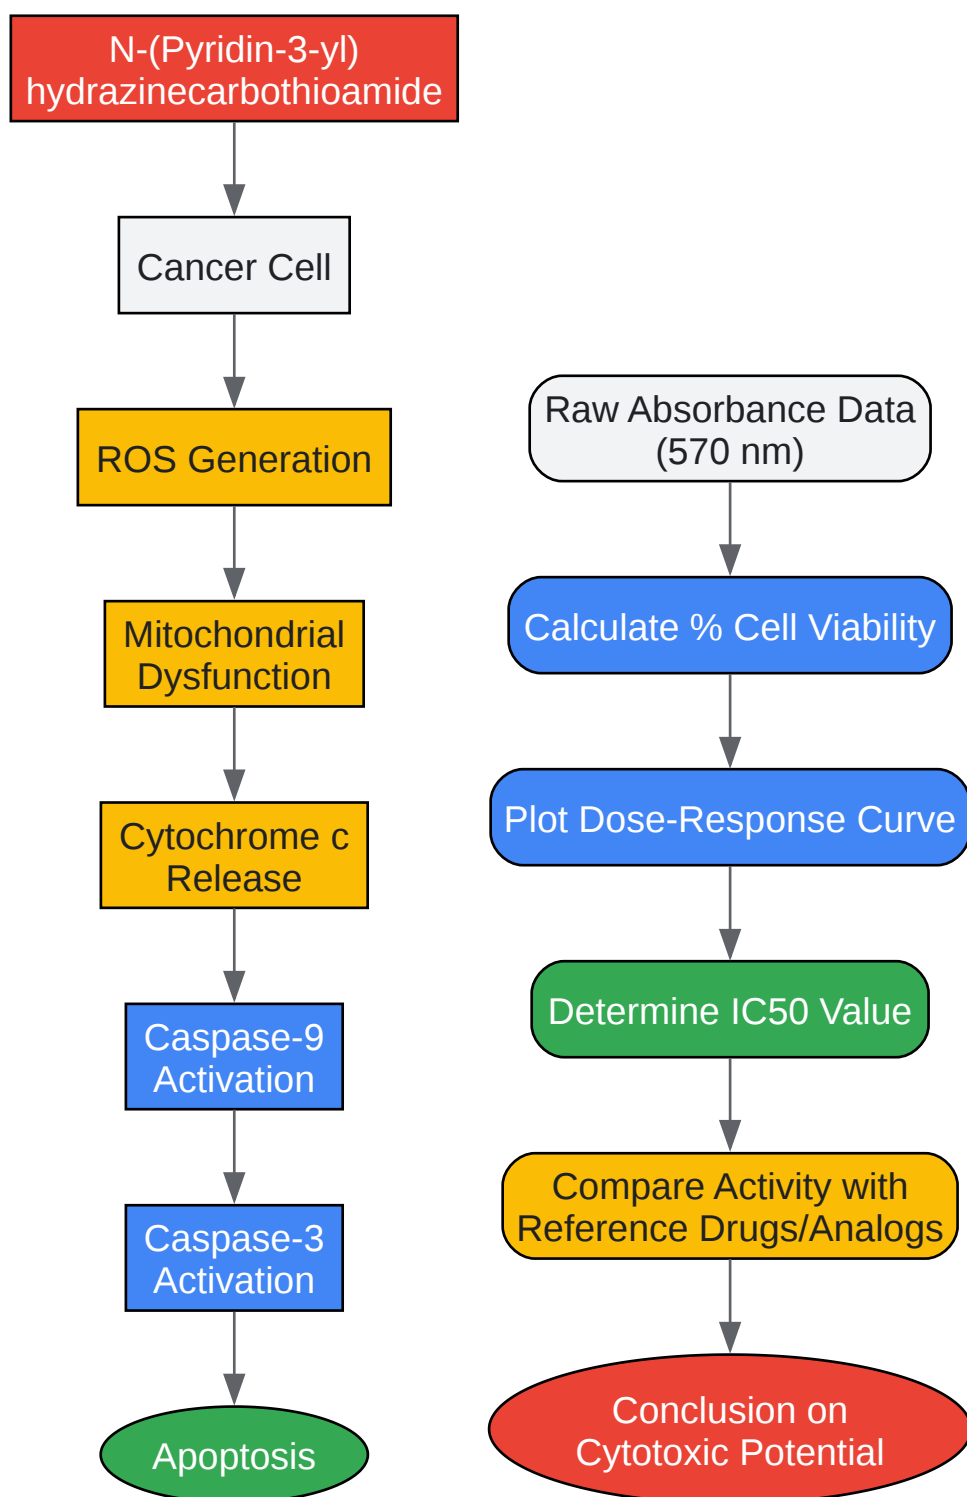 N-(Pyridin-3-yl)
hydrazinecarbothioamide
Cancer Cell
ROS Generation
Mitochondrial
Dysfunction
Cytochrome c
Release
Caspase-9
Activation
Caspase-3
Activation
Apoptosis
Raw Absorbance Data
(570 nm)
Calculate % Cell Viability
Plot Dose-Response Curve
Determine IC50 Value
Compare Activity with
Reference Drugs/Analogs
Conclusion on
Cytotoxic Potential